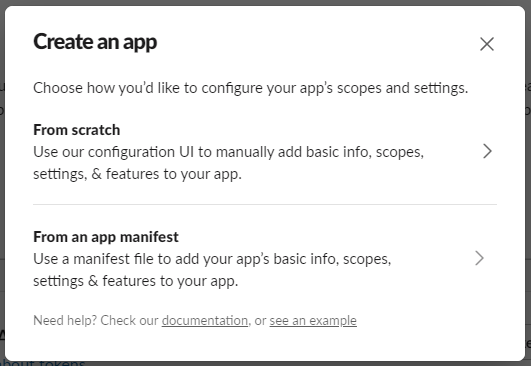 Create an app
Choose how you'd like to configure your app's scopes and settings.
From scratch
Use our configuration UI to manually add basic info, scopes,
settings, & features to your app.
From an app manifest
Use a manifest file to add your app's basic info, scopes,
settings & features to your app.
Need help? Check our documentation, or see an example
about tokens